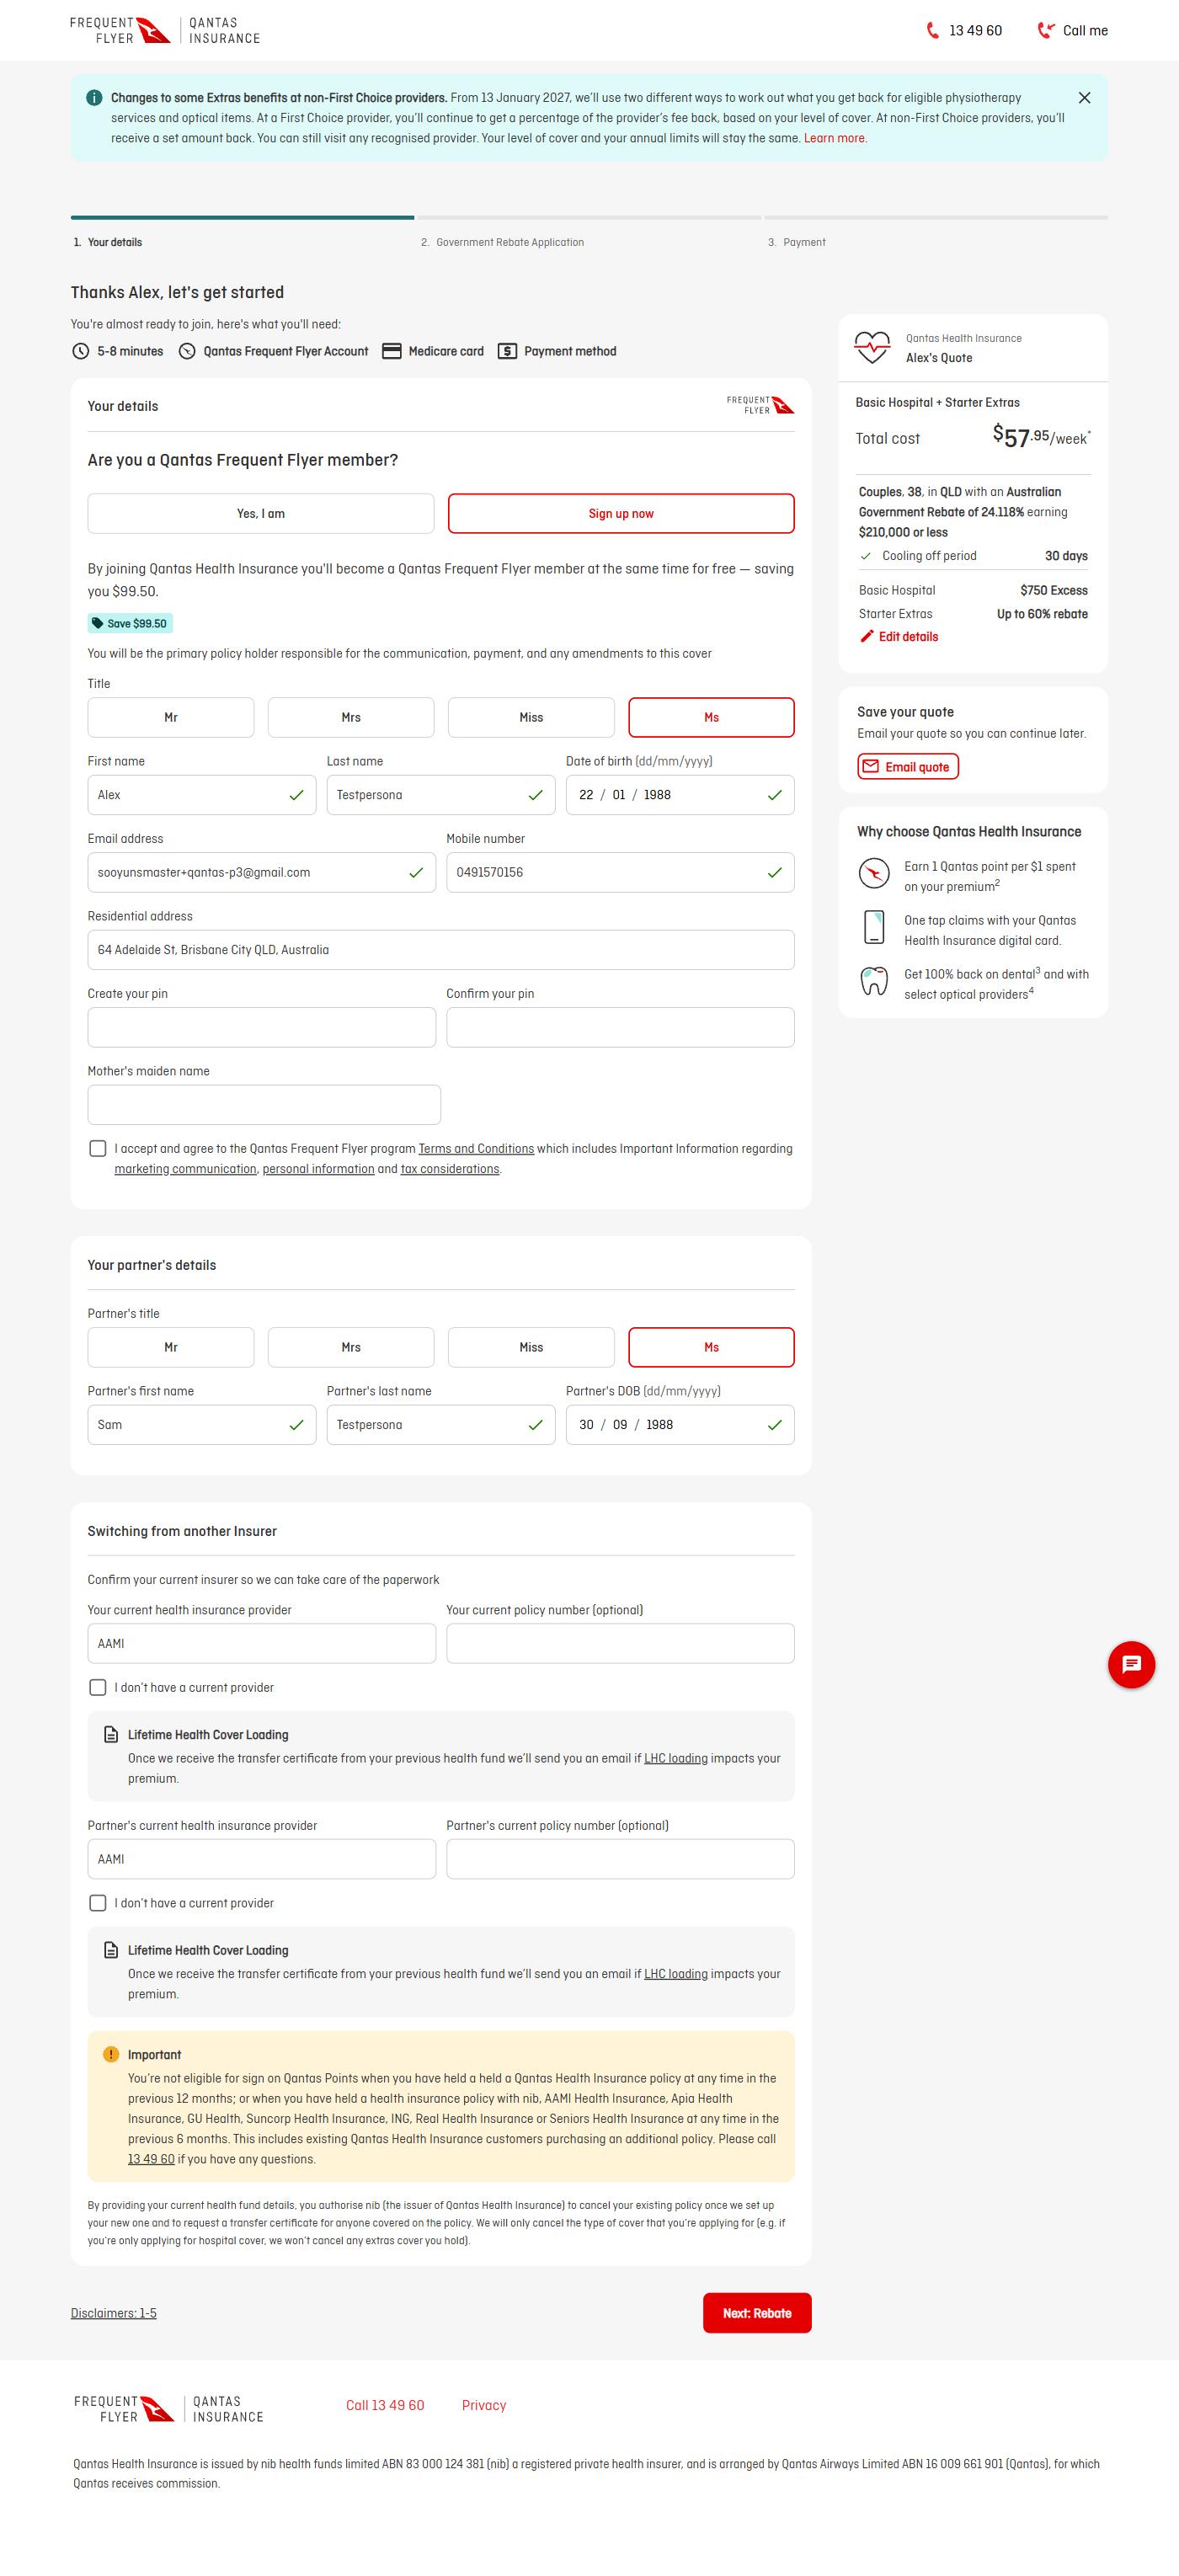 FREQUENT FLYER | QANTAS INSURANCE
13 49 60
Call me
Changes to some Extras benefits at non-First Choice providers. From 13 January 2027, we'll use two different ways to work out what you get back for eligible physiotherapy
services and optical items. At a First Choice provider, you'll continue to get a percentage of the provider's fee back, based on your level of cover. At non-First Choice providers, you'll
receive a set amount back. You can still visit any recognised provider. Your level of cover and your annual limits will stay the same. Learn more.
1. Your details
2. Government Rebate Application
3. Payment
Thanks Alex, let's get started
You're almost ready to join, here's what you'll need:
5-8 minutes
Qantas Frequent Flyer Account
Medicare card
Payment method
Your details
FREQUENT FLYER
Are you a Qantas Frequent Flyer member?
Yes, I am
Sign up now
By joining Qantas Health Insurance you'll become a Qantas Frequent Flyer member at the same time for free — saving
you $99.50.
Save $99.50
You will be the primary policy holder responsible for the communication, payment, and any amendments to this cover
Title
Mr
Mrs
Miss
Ms
First name
Last name
Date of birth (dd/mm/yyyy)
Alex
Testpersona
22 / 01 / 1988
Email address
Mobile number
sooyunsmaster+qantas-p3@gmail.com
0491570156
Residential address
64 Adelaide St, Brisbane City QLD, Australia
Create your pin
Confirm your pin
Mother's maiden name
I accept and agree to the Qantas Frequent Flyer program Terms and Conditions which includes Important Information regarding
marketing communication, personal information and tax considerations.
Your partner's details
Partner's title
Mr
Mrs
Miss
Ms
Partner's first name
Partner's last name
Partner's DOB (dd/mm/yyyy)
Sam
Testpersona
30 / 09 / 1988
Switching from another Insurer
Confirm your current insurer so we can take care of the paperwork
Your current health insurance provider
Your current policy number (optional)
AAMI
I don't have a current provider
Lifetime Health Cover Loading
Once we receive the transfer certificate from your previous health fund we'll send you an email if LHC loading impacts your
premium.
Partner's current health insurance provider
Partner's current policy number (optional)
AAMI
I don't have a current provider
Lifetime Health Cover Loading
Once we receive the transfer certificate from your previous health fund we'll send you an email if LHC loading impacts your
premium.
Important
You're not eligible for sign on Qantas Points when you have held a held a Qantas Health Insurance policy at any time in the
previous 12 months; or when you have held a health insurance policy with nib, AAMI Health Insurance, Apia Health
Insurance, GU Health, Suncorp Health Insurance, ING, Real Health Insurance or Seniors Health Insurance at any time in the
previous 6 months. This includes existing Qantas Health Insurance customers purchasing an additional policy. Please call
13 49 60 if you have any questions.
By providing your current health fund details, you authorise nib (the issuer of Qantas Health Insurance) to cancel your existing policy once we set up
your new one and to request a transfer certificate for anyone covered on the policy. We will only cancel the type of cover that you're applying for (e.g. if
you're only applying for hospital cover, we won't cancel any extras cover you hold).
Disclaimers: 1-5
Next: Rebate
Qantas Health Insurance
Alex's Quote
Basic Hospital + Starter Extras
Total cost
$57.95/week*
Couples, 38, in QLD with an Australian
Government Rebate of 24.118% earning
$210,000 or less
Cooling off period
30 days
Basic Hospital
$750 Excess
Starter Extras
Up to 60% rebate
Edit details
Save your quote
Email your quote so you can continue later.
Email quote
Why choose Qantas Health Insurance
Earn 1 Qantas point per $1 spent
on your premium2
One tap claims with your Qantas
Health Insurance digital card.
Get 100% back on dental3 and with
select optical providers4
FREQUENT FLYER | QANTAS INSURANCE
Call 13 49 60
Privacy
Qantas Health Insurance is issued by nib health funds limited ABN 83 000 124 381 (nib) a registered private health insurer, and is arranged by Qantas Airways Limited ABN 16 009 661 901 (Qantas), for which
Qantas receives commission.